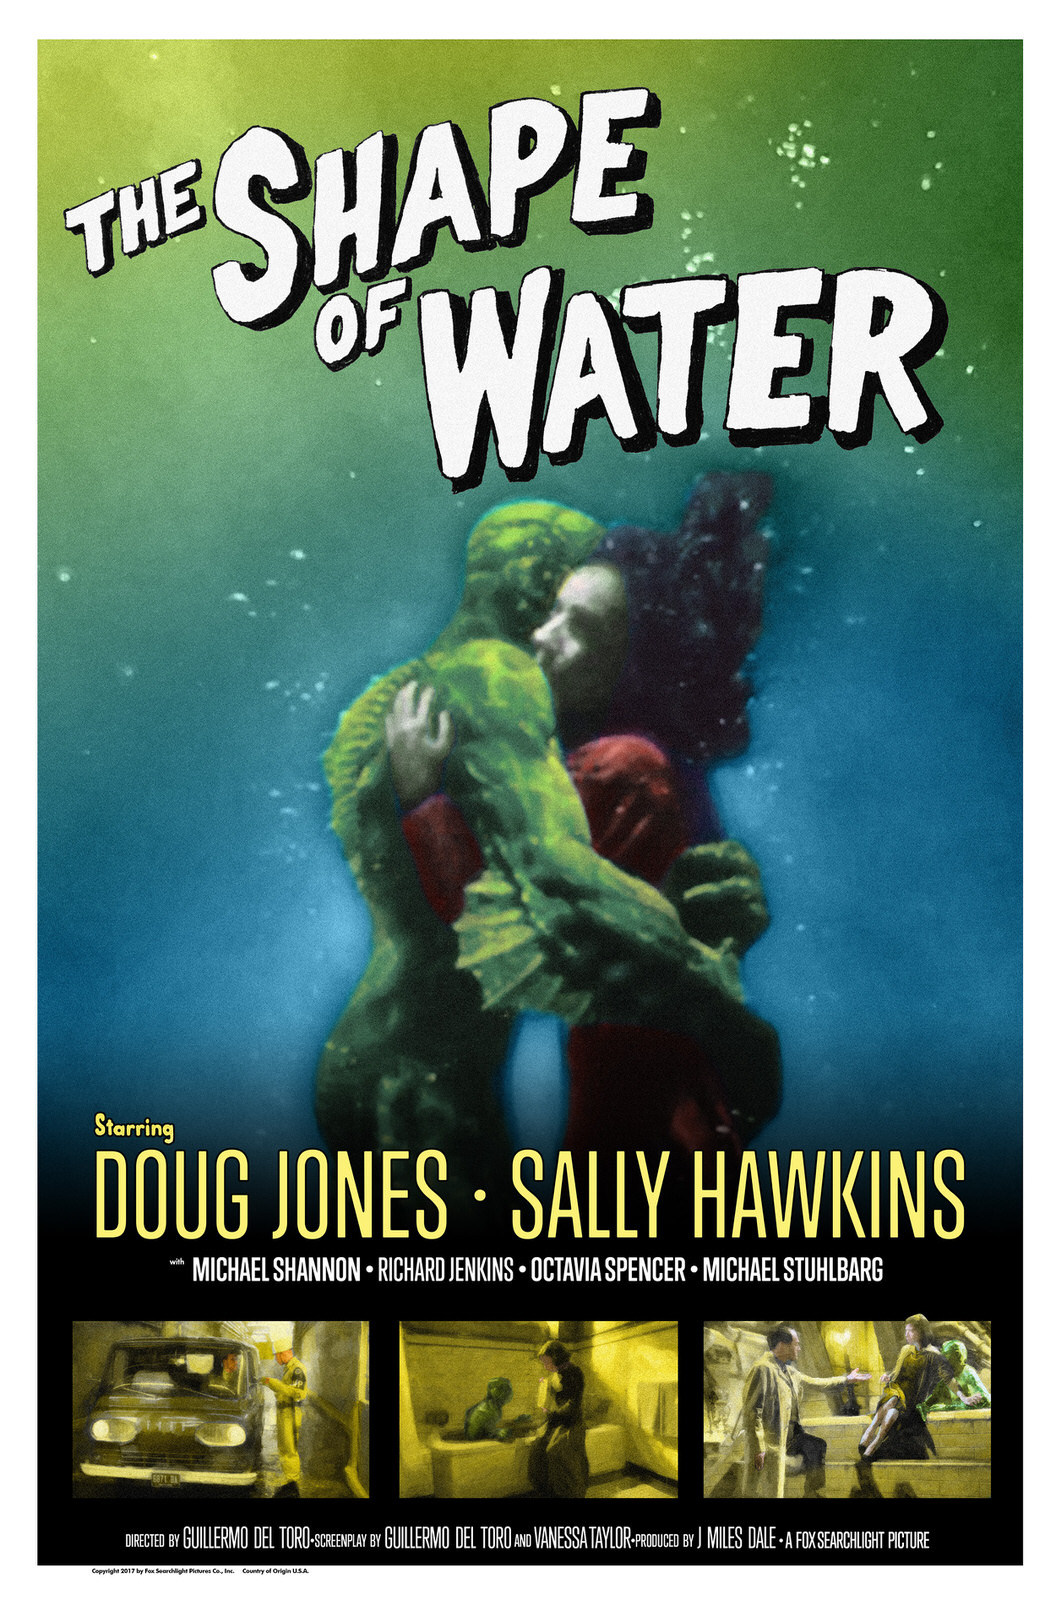 THE SHAPE
OF WATER
Starring
DOUG JONES · SALLY HAWKINS
with MICHAEL SHANNON • RICHARD JENKINS • OCTAVIA SPENCER • MICHAEL STUHLBARG
DIRECTED BY GUILLERMO DEL TORO•SCREENPLAY BY GUILLERMO DEL TORO AND VANESSA TAYLOR•PRODUCED BY J MILES DALE • A FOX SEARCHLIGHT PICTURE
Copyright 2017 by Fox Searchlight Pictures Co., Inc. Country of Origin U.S.A.